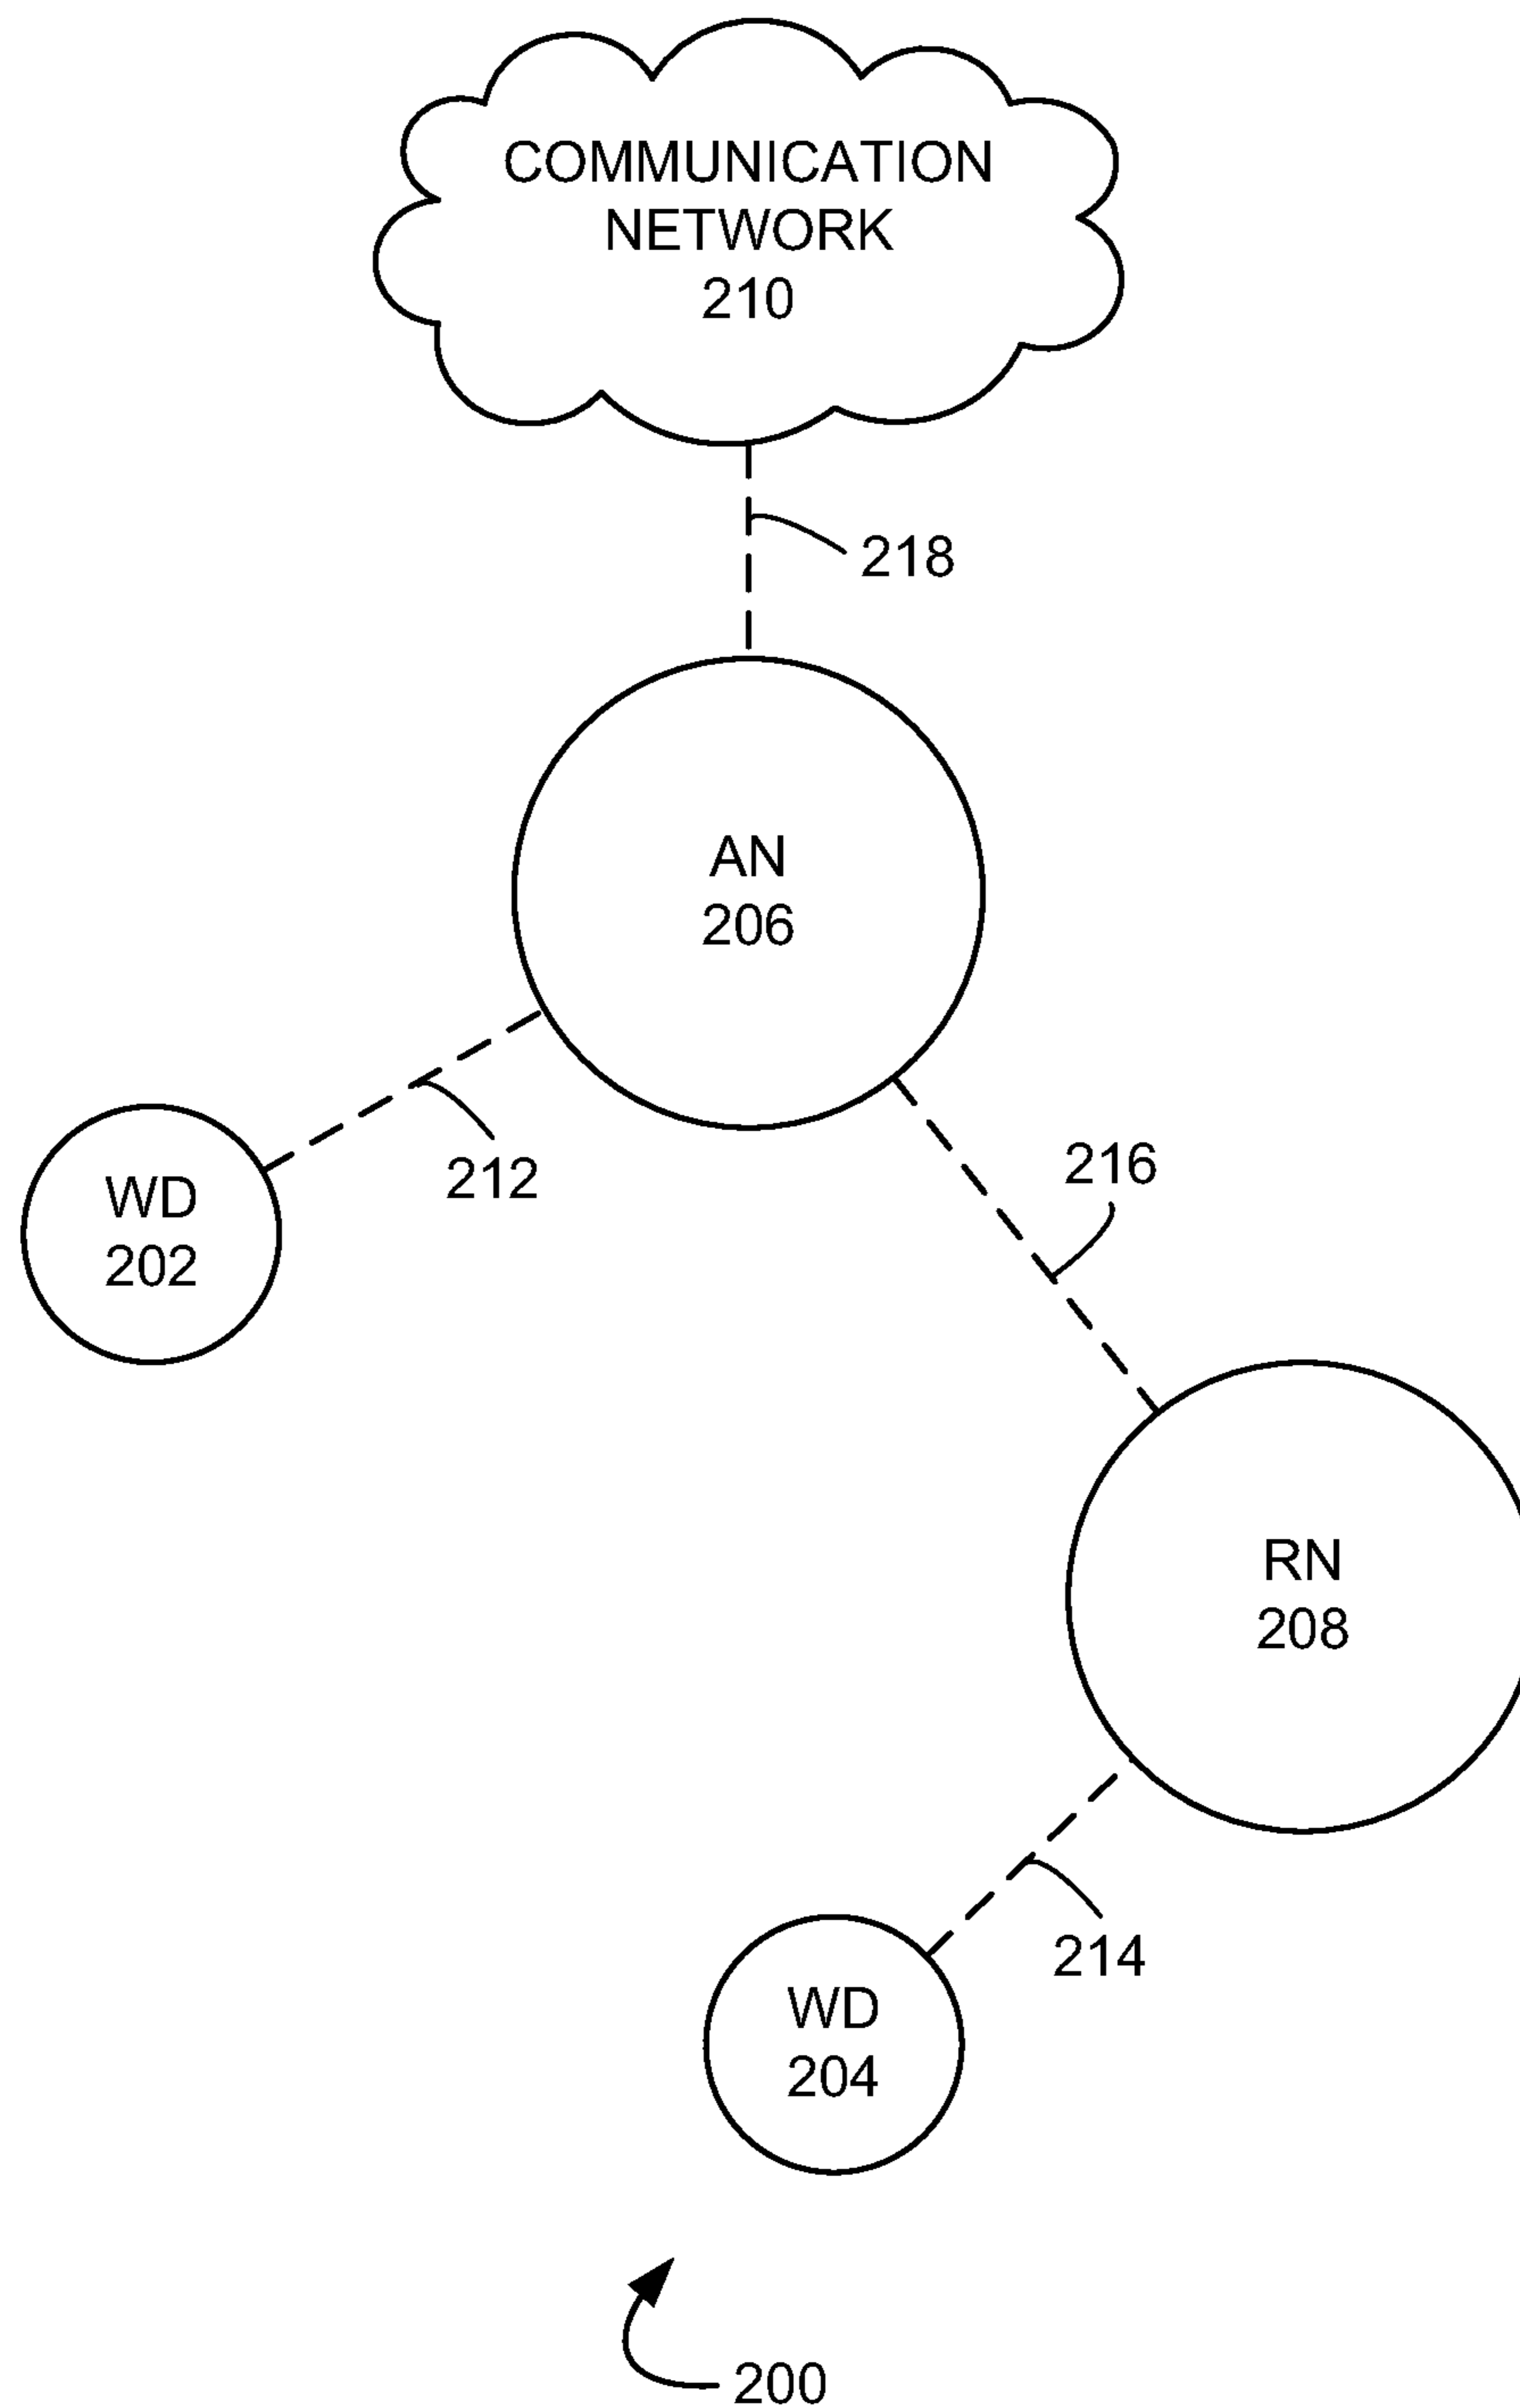 COMMUNICATION
NETWORK
210
218
AN
206
212
216
WD
202
RN
208
214
WD
204
200